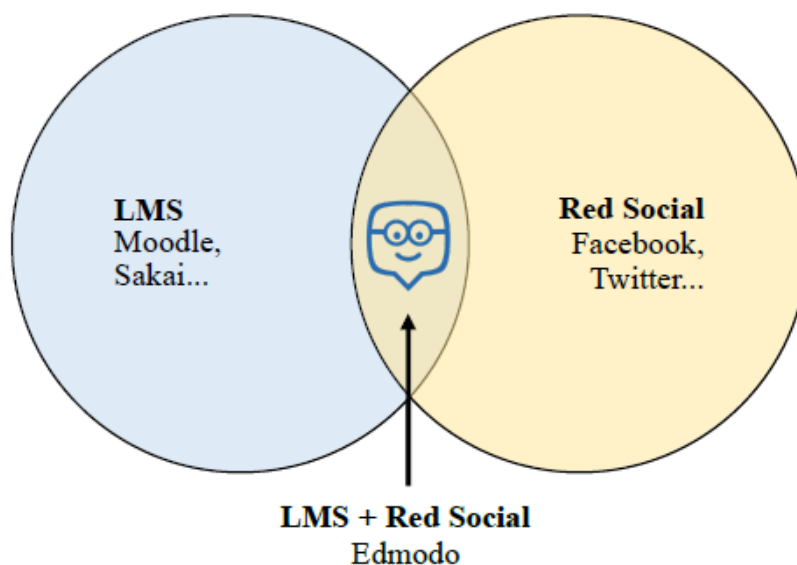 LMS
Moodle,
Sakai...
Red Social
Facebook,
Twitter...
LMS + Red Social
Edmodo